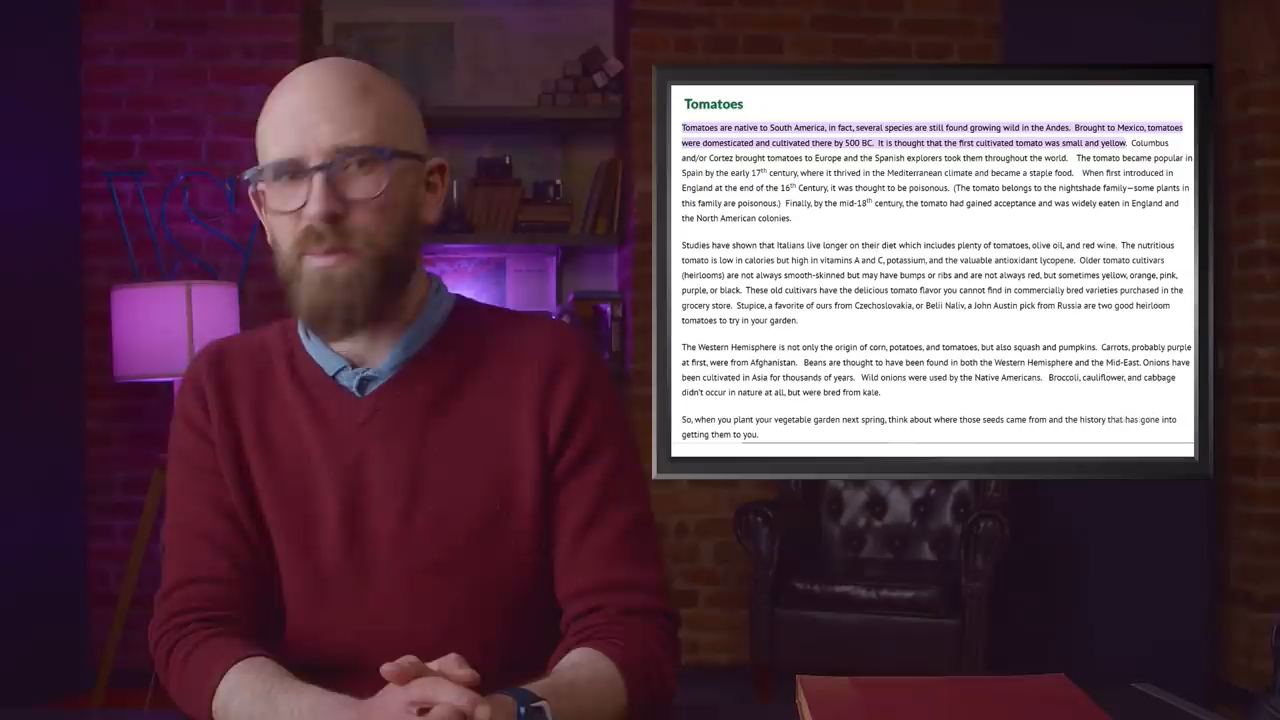 Tomatoes
Tomatoes are native to South America, in fact, several species are still found growing wild in the Andes. Brought to Mexico, tomatoes
were domesticated and cultivated there by 500 BC. It is thought that the first cultivated tomato was small and yellow. Columbus
and/or Cortez brought tomatoes to Europe and the Spanish explorers took them throughout the world. The tomato became popular in
Spain by the early 17th century, where it thrived in the Mediterranean climate and became a staple food. When first introduced in
England at the end of the 16th Century, it was thought to be poisonous. (The tomato belongs to the nightshade family—some plants in
this family are poisonous.) Finally, by the mid-18th century, the tomato had gained acceptance and was widely eaten in England and
the North American colonies.
Studies have shown that Italians live longer on their diet which includes plenty of tomatoes, olive oil, and red wine. The nutritious
tomato is low in calories but high in vitamins A and C, potassium, and the valuable antioxidant lycopene. Older tomato cultivars
(heirlooms) are not always smooth-skinned but may have bumps or ribs and are not always red, but sometimes yellow, orange, pink,
purple, or black. These old cultivars have the delicious tomato flavor you cannot find in commercially bred varieties purchased in the
grocery store. Stupice, a favorite of ours from Czechoslovakia, or Belii Naliv, a John Austin pick from Russia are two good heirloom
tomatoes to try in your garden.
The Western Hemisphere is not only the origin of corn, potatoes, and tomatoes, but also squash and pumpkins. Carrots, probably purple
at first, were from Afghanistan. Beans are thought to have been found in both the Western Hemisphere and the Mid-East. Onions have
been cultivated in Asia for thousands of years. Wild onions were used by the Native Americans. Broccoli, cauliflower, and cabbage
didn't occur in nature at all, but were bred from kale.
So, when you plant your vegetable garden next spring, think about where those seeds came from and the history that has gone into
getting them to you.